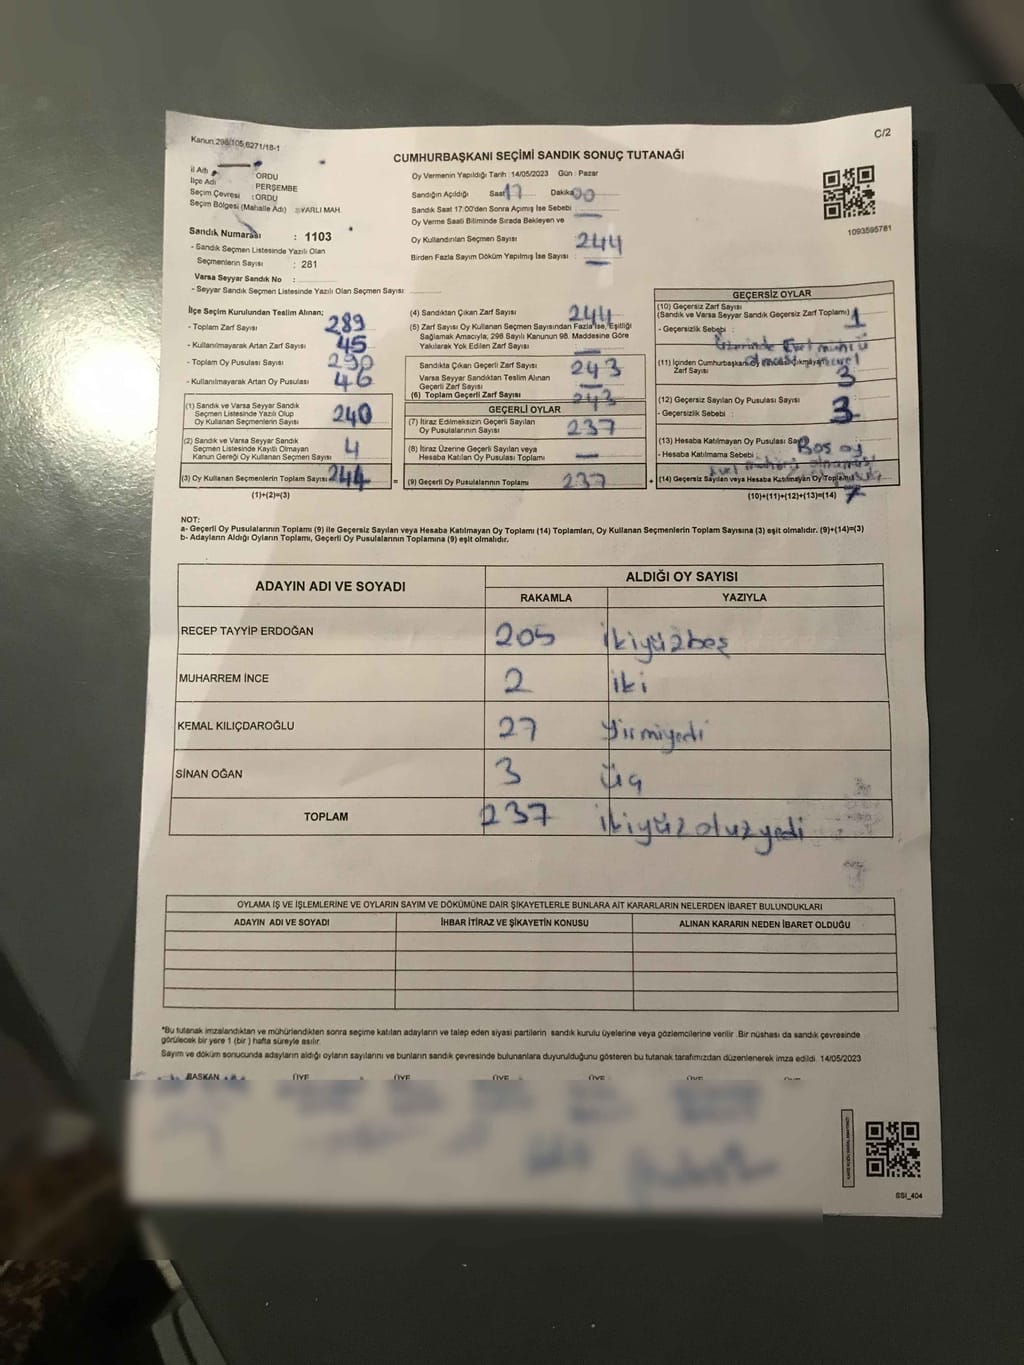 Kanun,298/105,6271/18-1
C/2
CUMHURBAŞKANI SEÇİMİ SANDIK SONUÇ TUTANAĞI
İl Adı : ORDU
İlçe Adı : PERŞEMBE
Seçim Çevresi : ORDU
Seçim Bölgesi (Mahalle Adı) : YARLI MAH.
Sandık Numarası : 1103
- Sandık Seçmen Listesinde Yazılı Olan
Seçmenlerin Sayısı : 281
Varsa Seyyar Sandık No :
- Seyyar Sandık Seçmen Listesinde Yazılı Olan Seçmen Sayısı:
Oy Vermenin Yapıldığı Tarih : 14/05/2023 Gün : Pazar
Sandığın Açıldığı Saat 17 Dakika 00
Sandık Saat 17:00'den Sonra Açılmış İse Sebebi :
Oy Verme Saati Bitiminde Sırada Bekleyen ve
Oy Kullandırılan Seçmen Sayısı 244
Birden Fazla Sayım Döküm Yapılmış İse Sayısı :
1093595781
İlçe Seçim Kurulundan Teslim Alınan;
- Toplam Zarf Sayısı 289
- Kullanılmayarak Artan Zarf Sayısı 45
- Toplam Oy Pusulası Sayısı 290
- Kullanılmayarak Artan Oy Pusulası 46
(1) Sandık ve Varsa Seyyar Sandık
Seçmen Listesinde Yazılı Olup
Oy Kullanan Seçmenlerin Sayısı 240
(2) Sandık ve Varsa Seyyar Sandık
Seçmen Listesinde Kayıtlı Olmayan
Kanun Gereği Oy Kullanan Seçmen Sayısı 4
(3) Oy Kullanan Seçmenlerin Toplam Sayısı 244
(1)+(2)=(3)
(4) Sandıktan Çıkan Zarf Sayısı 244
(5) Zarf Sayısı Oy Kullanan Seçmen Sayısından Fazla İse, Eşitliği
Sağlamak Amacıyla; 298 Sayılı Kanunun 98. Maddesine Göre
Yakılarak Yok Edilen Zarf Sayısı
Sandıkta Çıkan Geçerli Zarf Sayısı 243
Varsa Seyyar Sandıktan Teslim Alınan
Geçerli Zarf Sayısı
(6) Toplam Geçerli Zarf Sayısı 243
GEÇERLİ OYLAR
(7) İtiraz Edilmeksizin Geçerli Sayılan
Oy Pusulalarının Sayısı 237
(8) İtiraz Üzerine Geçerli Sayılan veya
Hesaba Katılan Oy Pusulası Toplamı
= (9) Geçerli Oy Pusulalarının Toplamı 237 +
GEÇERSİZ OYLAR
(10) Geçersiz Zarf Sayısı
(Sandık ve Varsa Seyyar Sandık Geçersiz Zarf Toplamı) 1
- Geçersizlik Sebebi :
Üzerinde Evet mührü
(11) İçinden Cumhurbaşkanı
Zarf Sayısı 3
(12) Geçersiz Sayılan Oy Pusulası Sayısı 3
- Geçersizlik Sebebi :
(13) Hesaba Katılmayan Oy Pusulası
- Hesaba Katılmama Sebebi : Boş oy
(14) Geçersiz Sayılan veya Hesaba Katılmayan Oy Toplamı 7
(10)+(11)+(12)+(13)=(14)
NOT:
a- Geçerli Oy Pusulalarının Toplamı (9) ile Geçersiz Sayılan veya Hesaba Katılmayan Oy Toplamı (14) Toplamları, Oy Kullanan Seçmenlerin Toplam Sayısına (3) eşit olmalıdır. (9)+(14)=(3)
b- Adayların Aldığı Oyların Toplamı, Geçerli Oy Pusulalarının Toplamına (9) eşit olmalıdır.
ADAYIN ADI VE SOYADI
ALDIĞI OY SAYISI
RAKAMLA YAZIYLA
RECEP TAYYİP ERDOĞAN 205 ikiyüzbeş
MUHARREM İNCE 2 iki
KEMAL KILIÇDAROĞLU 27 yirmiyedi
SİNAN OĞAN 3 Üç
TOPLAM 237 ikiyüzotuzyedi
OYLAMA İŞ VE İŞLEMLERİNE VE OYLARIN SAYIM VE DÖKÜMÜNE DAİR ŞİKAYETLERLE BUNLARA AİT KARARLARIN NELERDEN İBARET BULUNDUKLARI
ADAYIN ADI VE SOYADI İHBAR İTİRAZ VE ŞİKAYETİN KONUSU ALINAN KARARIN NEDEN İBARET OLDUĞU
*Bu tutanak imzalandıktan ve mühürlendikten sonra seçime katılan adayların ve talep eden siyasi partilerin sandık kurulu üyelerine veya gözlemcilerine verilir .Bir nüshası da sandık çevresinde
görülecek bir yere 1 (bir ) hafta süreyle asılır.
Sayım ve döküm sonucunda adayların aldığı oyların sayılarını ve bunların sandık çevresinde bulunanlara duyurulduğunu gösteren bu tutanak tarafımızdan düzenlenerek imza edildi. 14/05/2023
BAŞKAN ÜYE ÜYE ÜYE ÜYE ÜYE ÜYE
SSI_404